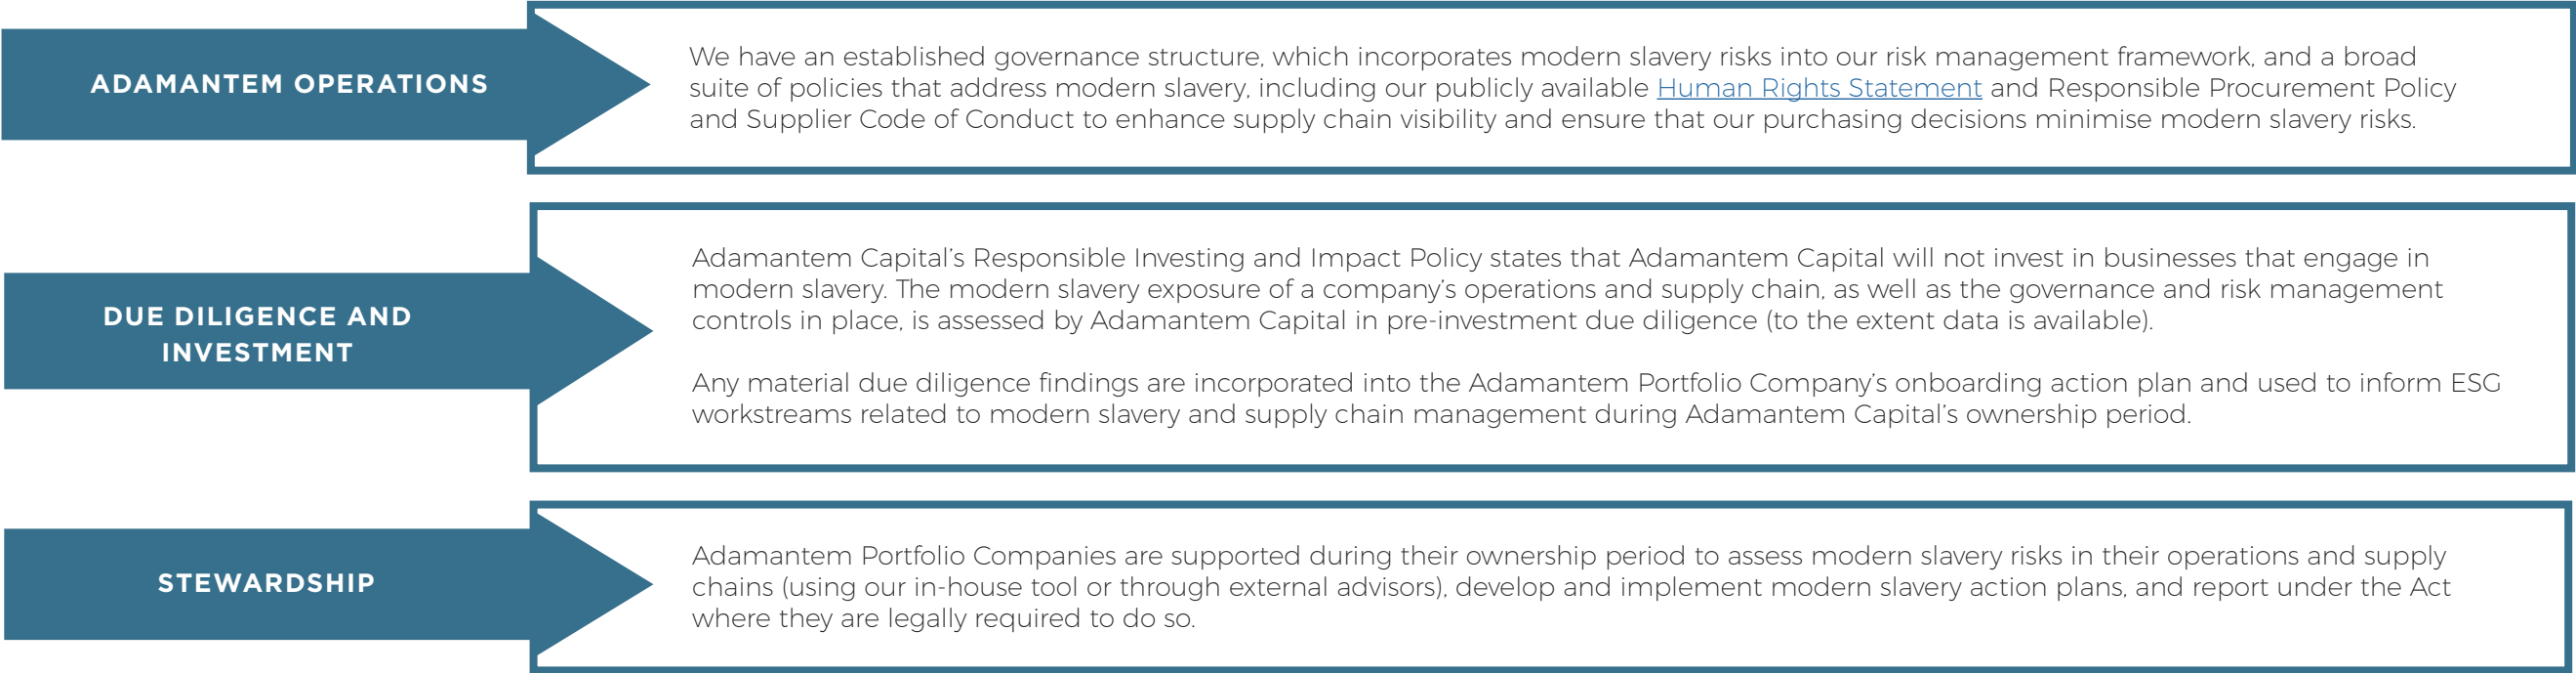 ADAMANTEM OPERATIONS
We have an established governance structure, which incorporates modern slavery risks into our risk management framework, and a broad
suite of policies that address modern slavery, including our publicly available Human Rights Statement and Responsible Procurement Policy
and Supplier Code of Conduct to enhance supply chain visibility and ensure that our purchasing decisions minimise modern slavery risks.
DUE DILIGENCE AND
INVESTMENT
Adamantem Capital’s Responsible Investing and Impact Policy states that Adamantem Capital will not invest in businesses that engage in
modern slavery. The modern slavery exposure of a company’s operations and supply chain, as well as the governance and risk management
controls in place, is assessed by Adamantem Capital in pre-investment due diligence (to the extent data is available).
Any material due diligence findings are incorporated into the Adamantem Portfolio Company’s onboarding action plan and used to inform ESG
workstreams related to modern slavery and supply chain management during Adamantem Capital’s ownership period.
STEWARDSHIP
Adamantem Portfolio Companies are supported during their ownership period to assess modern slavery risks in their operations and supply
chains (using our in-house tool or through external advisors), develop and implement modern slavery action plans, and report under the Act
where they are legally required to do so.